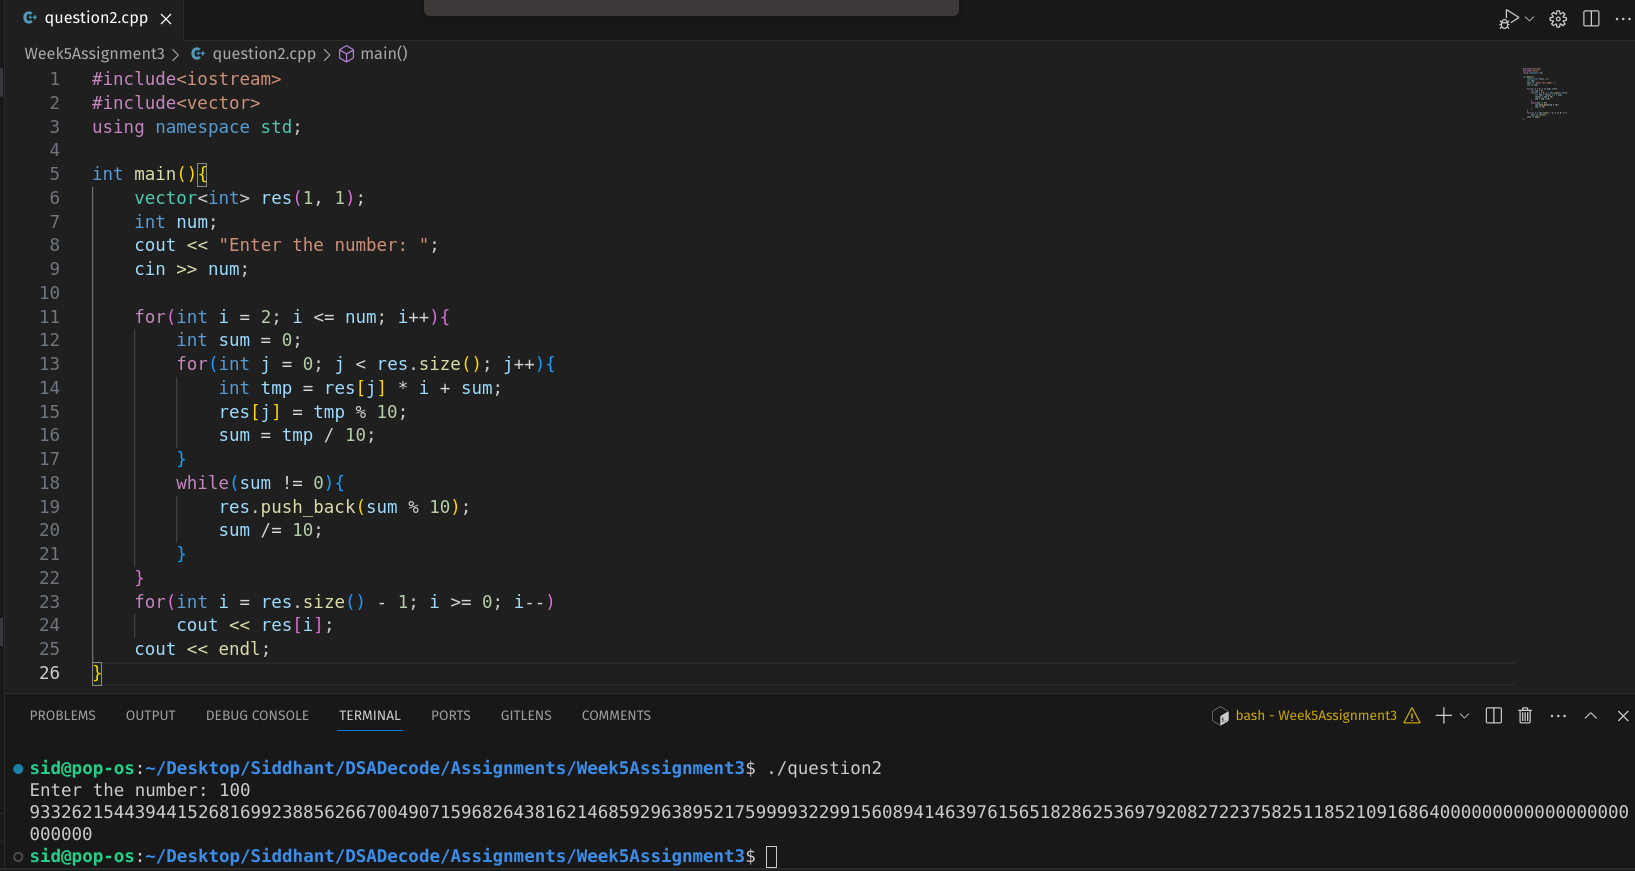 question2.cpp
Week5Assignment3 > question2.cpp > main()
1 #include<iostream>
2 #include<vector>
3 using namespace std;
4
5 int main(){
6     vector<int> res(1, 1);
7     int num;
8     cout << "Enter the number: ";
9     cin >> num;
10
11     for(int i = 2; i <= num; i++){
12         int sum = 0;
13         for(int j = 0; j < res.size(); j++){
14             int tmp = res[j] * i + sum;
15             res[j] = tmp % 10;
16             sum = tmp / 10;
17         }
18         while(sum != 0){
19             res.push_back(sum % 10);
20             sum /= 10;
21         }
22     }
23     for(int i = res.size() - 1; i >= 0; i--)
24         cout << res[i];
25     cout << endl;
26 }
PROBLEMS OUTPUT DEBUG CONSOLE TERMINAL PORTS GITLENS COMMENTS bash - Week5Assignment3
sid@pop-os:~/Desktop/Siddhant/DSADecode/Assignments/Week5Assignment3$ ./question2
Enter the number: 100
93326215443944152681699238856266700490715968264381621468592963895217599993229915608941463976156518286253697920827223758251185210916864000000000000000000
000000
sid@pop-os:~/Desktop/Siddhant/DSADecode/Assignments/Week5Assignment3$